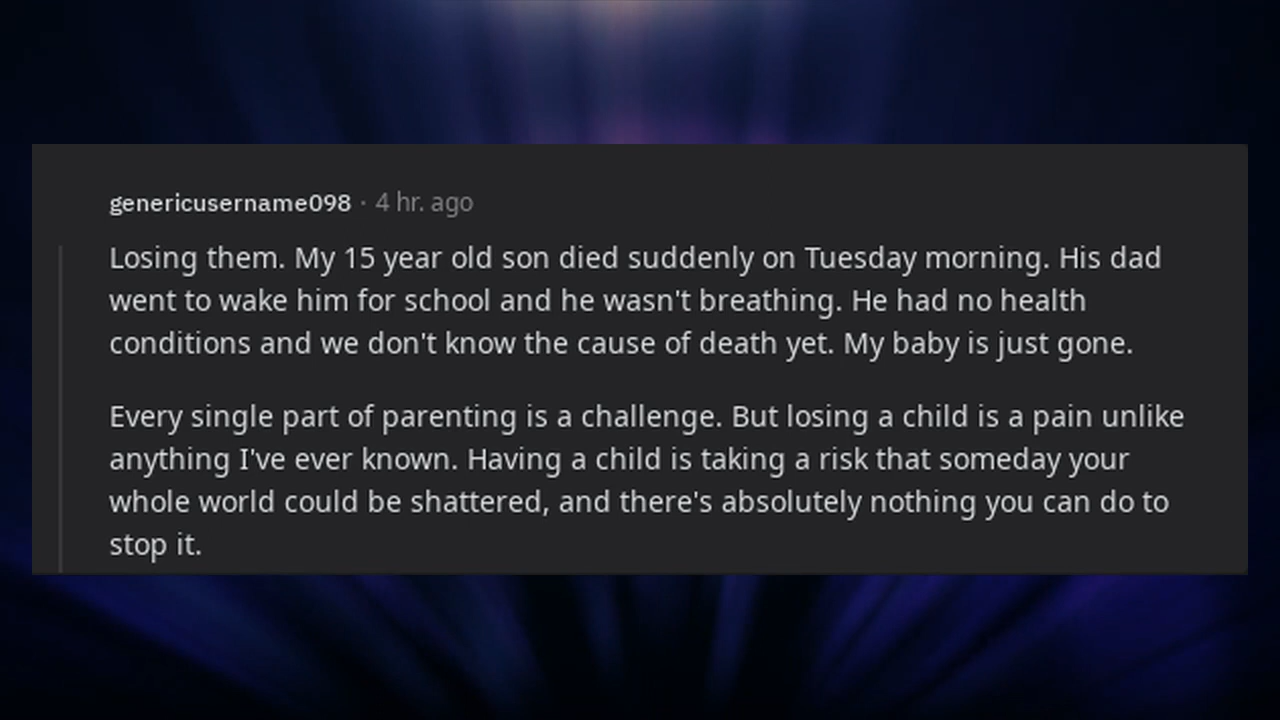 genericusername098 · 4 hr. ago
Losing them. My 15 year old son died suddenly on Tuesday morning. His dad
went to wake him for school and he wasn't breathing. He had no health
conditions and we don't know the cause of death yet. My baby is just gone.
Every single part of parenting is a challenge. But losing a child is a pain unlike
anything I've ever known. Having a child is taking a risk that someday your
whole world could be shattered, and there's absolutely nothing you can do to
stop it.